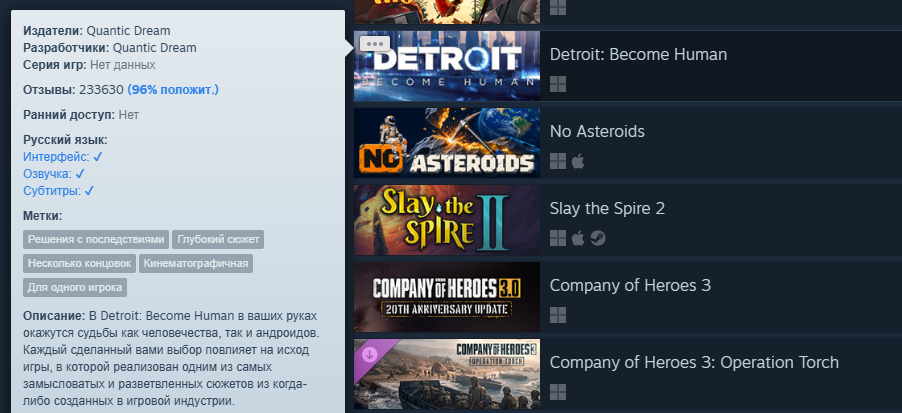 Издатели: Quantic Dream
Разработчики: Quantic Dream
Серия игр: Нет данных
Отзывы: 233630 (96% положит.)
Ранний доступ: Нет
Русский язык:
Интерфейс: ✓
Озвучка: ✓
Субтитры: ✓
Метки:
Решения с последствиями Глубокий сюжет
Несколько концовок Кинематографичная
Для одного игрока
Описание: В Detroit: Become Human в ваших руках
окажутся судьбы как человечества, так и андроидов.
Каждый сделанный вами выбор повлияет на исход
игры, в которой реализован одним из самых
замысловатых и разветвленных сюжетов из когда-
либо созданных в игровой индустрии.
DETROIT
BECOME HUMAN
Detroit: Become Human
NO ASTEROIDS
No Asteroids
Slay the
SPIRE II
Slay the Spire 2
COMPANY OF HEROES 3.0
20TH ANNIVERSARY UPDATE
Company of Heroes 3
COMPANY OF HEROES 3
OPERATION TORCH
Company of Heroes 3: Operation Torch